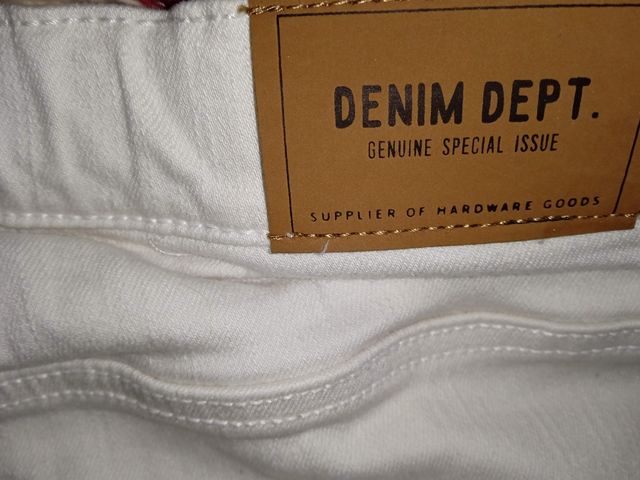 DENIM DEPT.
GENUINE SPECIAL ISSUE
SUPPLIER OF HARDWARE GOODS